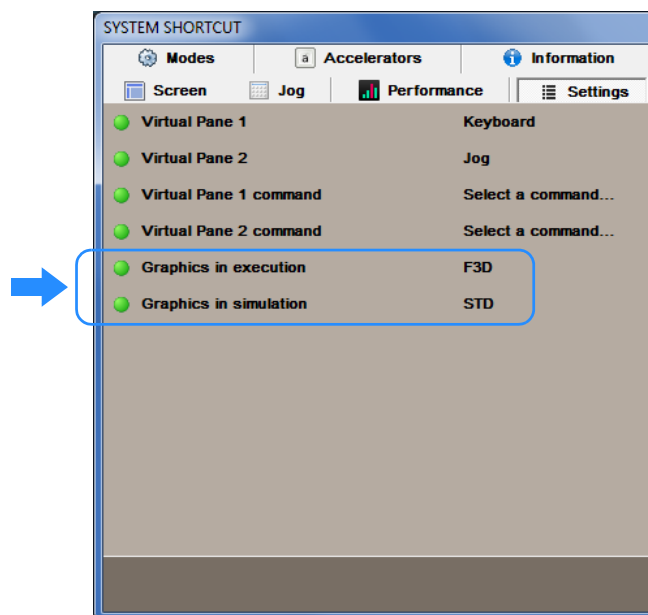 SYSTEM SHORTCUT
Modes a Accelerators i Information
Screen Jog Performance Settings
Virtual Pane 1 Keyboard
Virtual Pane 2 Jog
Virtual Pane 1 command Select a command...
Virtual Pane 2 command Select a command...
Graphics in execution F3D
Graphics in simulation STD